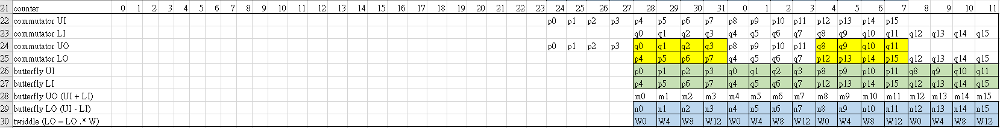 21 counter 0 1 2 3 4 5 6 7 8 9 10 11 12 13 14 15 16 17 18 19 20 21 22 23 24 25 26 27 28 29 30 31 0 1 2 3 4 5 6 7 8 9 10 11
22 commutator UI p0 p1 p2 p3 p4 p5 p6 p7 p8 p9 p10 p11 p12 p13 p14 p15
23 commutator LI q0 q1 q2 q3 q4 q5 q6 q7 q8 q9 q10 q11 q12 q13 q14 q15
24 commutator UO p0 p1 p2 p3 q0 q1 q2 q3 p8 p9 p10 p11 q8 q9 q10 q11
25 commutator LO p4 p5 p6 p7 q4 q5 q6 q7 p12 p13 p14 p15 q12 q13 q14 q15
26 butterfly UI p0 p1 p2 p3 q0 q1 q2 q3 p8 p9 p10 p11 q8 q9 q10 q11
27 butterfly LI p4 p5 p6 p7 q4 q5 q6 q7 p12 p13 p14 p15 q12 q13 q14 q15
28 butterfly UO (UI + LI) m0 m1 m2 m3 m4 m5 m6 m7 m8 m9 m10 m11 m12 m13 m14 m15
29 butterfly LO (UI - LI) n0 n1 n2 n3 n4 n5 n6 n7 n8 n9 n10 n11 n12 n13 n14 n15
30 twiddle (LO = LO .* W) W0 W4 W8 W12 W0 W4 W8 W12 W0 W4 W8 W12 W0 W4 W8 W12